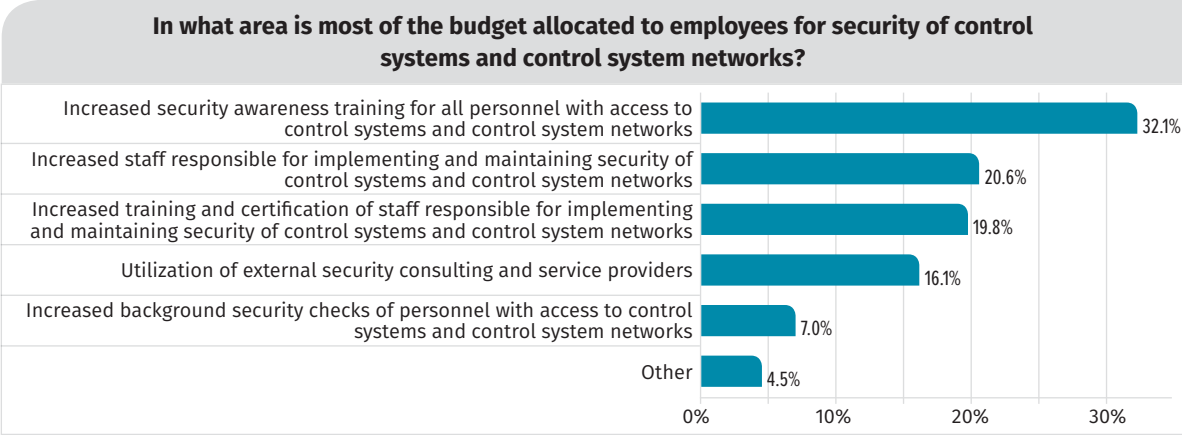 In what area is most of the budget allocated to employees for security of control
systems and control system networks?
Increased security awareness training for all personnel with access to
control systems and control system networks
32.1%
Increased staff responsible for implementing and maintaining security of
control systems and control system networks
20.6%
Increased training and certification of staff responsible for implementing
and maintaining security of control systems and control system networks
19.8%
Utilization of external security consulting and service providers
16.1%
Increased background security checks of personnel with access to control
systems and control system networks
7.0%
Other
4.5%
0% 10% 20% 30%